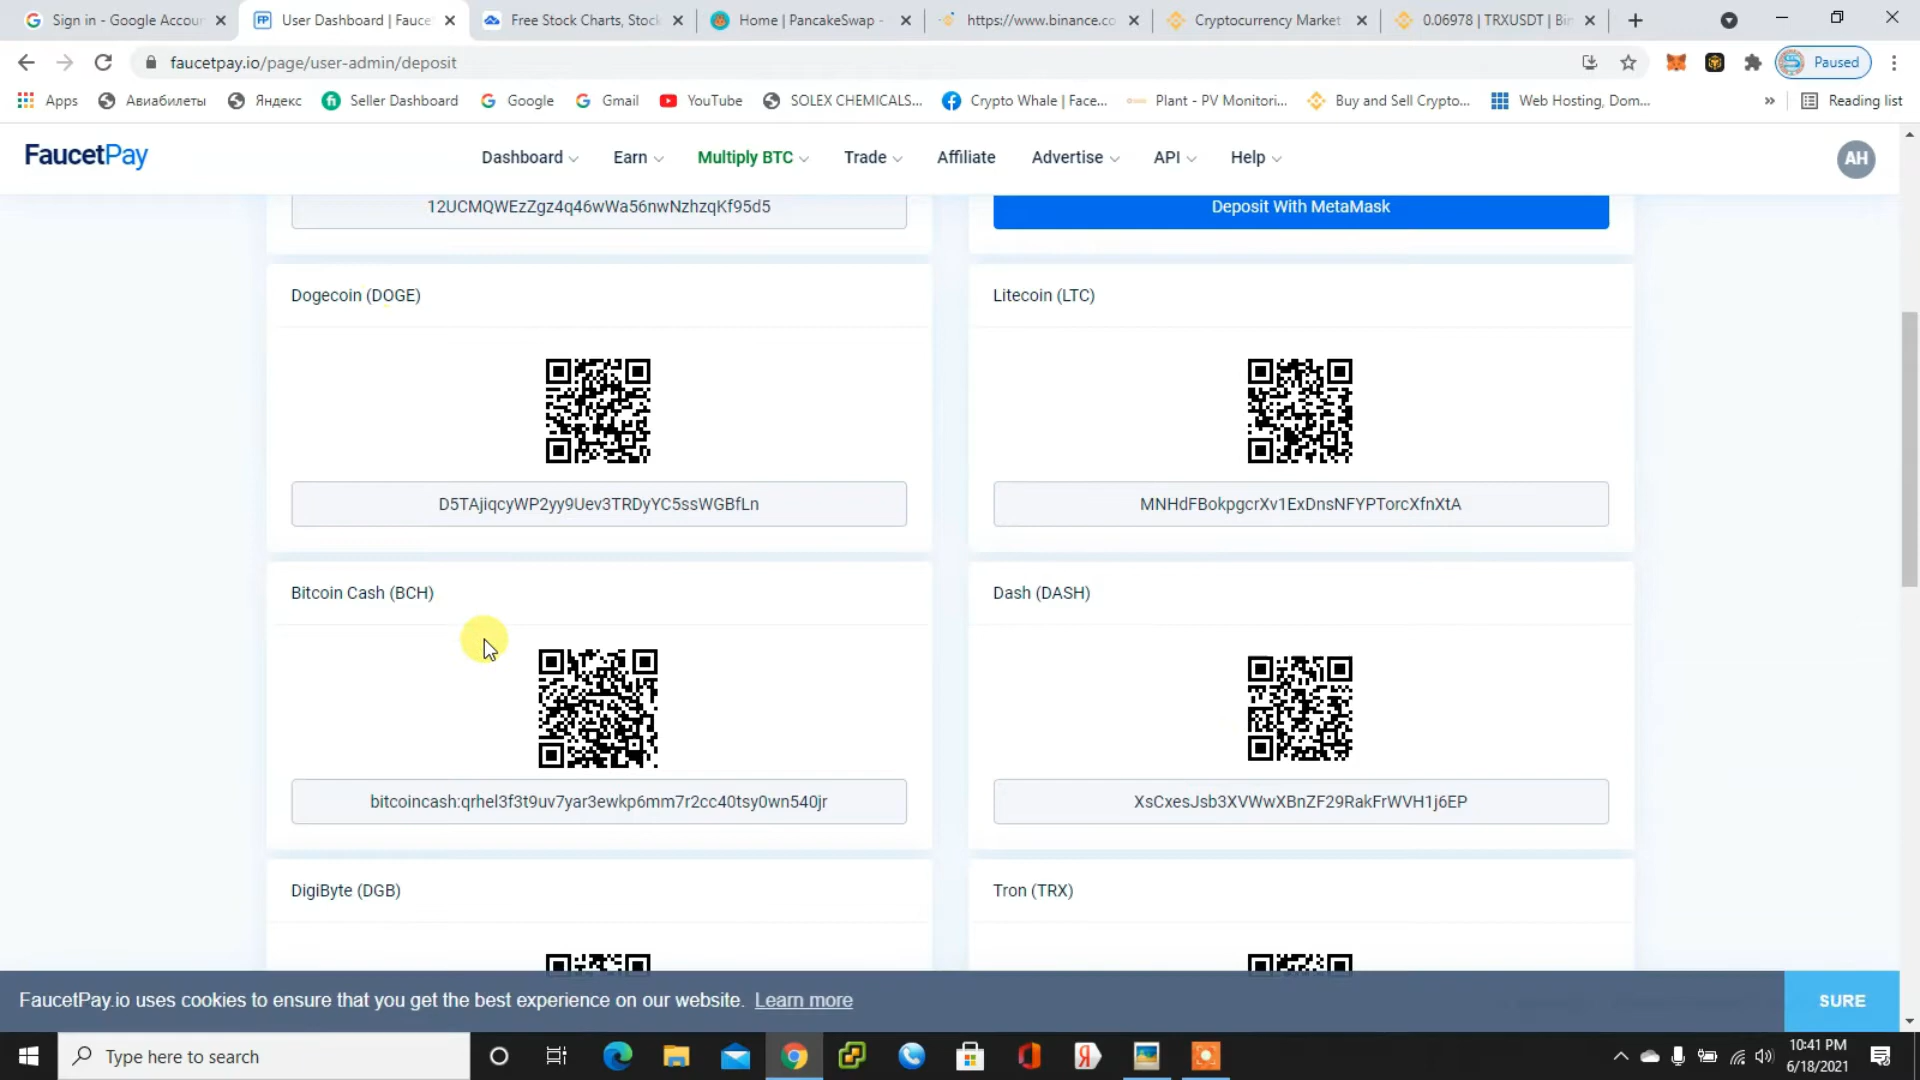 Sign in - Google Accoun
User Dashboard | Fauce
Free Stock Charts, Stock
Home | PancakeSwap -
https://www.binance.co
Cryptocurrency Market
0.06978 | TRXUSDT | Bin
faucetpay.io/page/user-admin/deposit
Paused
Apps
Авиабилеты
Яндекс
Seller Dashboard
Google
Gmail
YouTube
SOLEX CHEMICALS...
Crypto Whale | Face...
Plant - PV Monitori...
Buy and Sell Crypto...
Web Hosting, Dom...
»
Reading list
FaucetPay
Dashboard
Earn
Multiply BTC
Trade
Affiliate
Advertise
API
Help
AH
12UCMQWEzZgz4q46wWa56nwNzhzqKf95d5
Deposit With MetaMask
Dogecoin (DOGE)
Litecoin (LTC)
D5TAjiqcyWP2yy9Uev3TRDyYC5ssWGBfLn
MNHdFBokpgcrXv1ExDnsNFYPTorcXfnXtA
Bitcoin Cash (BCH)
Dash (DASH)
bitcoincash:qrhel3f3t9uv7yar3ewkp6mm7r2cc40tsy0wn540jr
XsCxesJsb3XVWwXBnZF29RakFrWVH1j6EP
DigiByte (DGB)
Tron (TRX)
FaucetPay.io uses cookies to ensure that you get the best experience on our website. Learn more
SURE
Type here to search
10:41 PM
6/18/2021